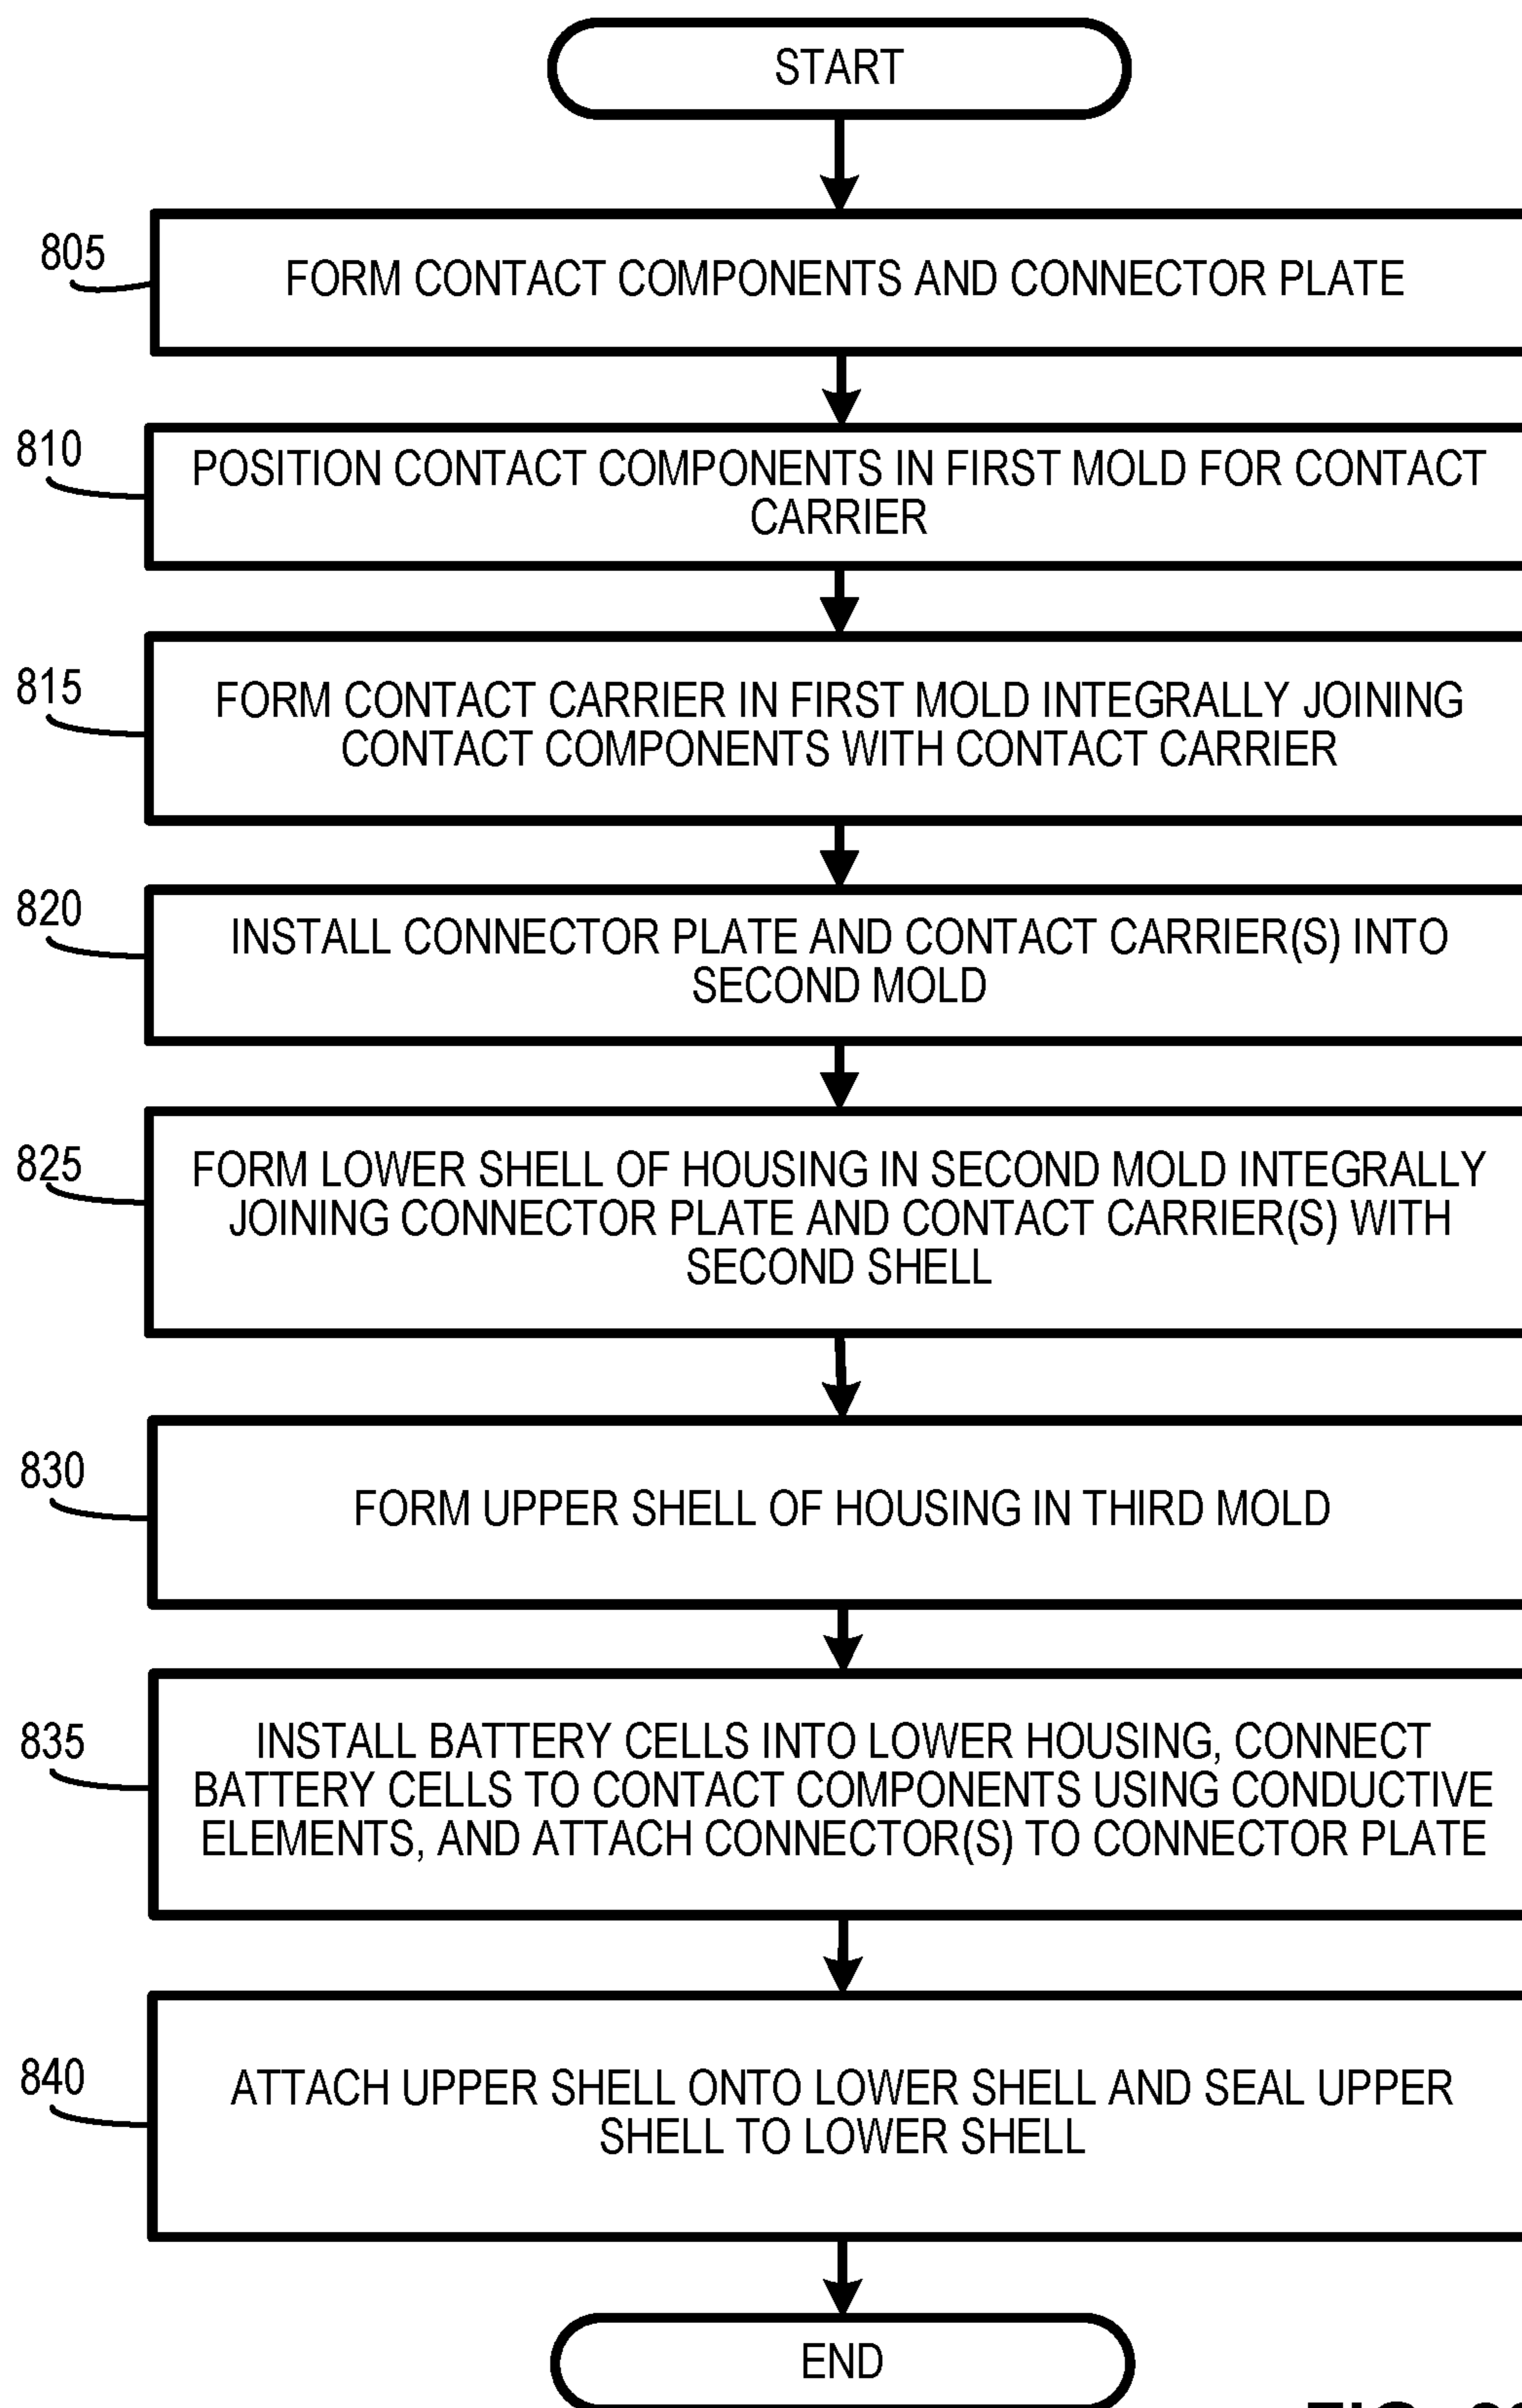 START
805
FORM CONTACT COMPONENTS AND CONNECTOR PLATE
810
POSITION CONTACT COMPONENTS IN FIRST MOLD FOR CONTACT
CARRIER
815
FORM CONTACT CARRIER IN FIRST MOLD INTEGRALLY JOINING
CONTACT COMPONENTS WITH CONTACT CARRIER
820
INSTALL CONNECTOR PLATE AND CONTACT CARRIER(S) INTO
SECOND MOLD
825
FORM LOWER SHELL OF HOUSING IN SECOND MOLD INTEGRALLY
JOINING CONNECTOR PLATE AND CONTACT CARRIER(S) WITH
SECOND SHELL
830
FORM UPPER SHELL OF HOUSING IN THIRD MOLD
835
INSTALL BATTERY CELLS INTO LOWER HOUSING, CONNECT
BATTERY CELLS TO CONTACT COMPONENTS USING CONDUCTIVE
ELEMENTS, AND ATTACH CONNECTOR(S) TO CONNECTOR PLATE
840
ATTACH UPPER SHELL ONTO LOWER SHELL AND SEAL UPPER
SHELL TO LOWER SHELL
END